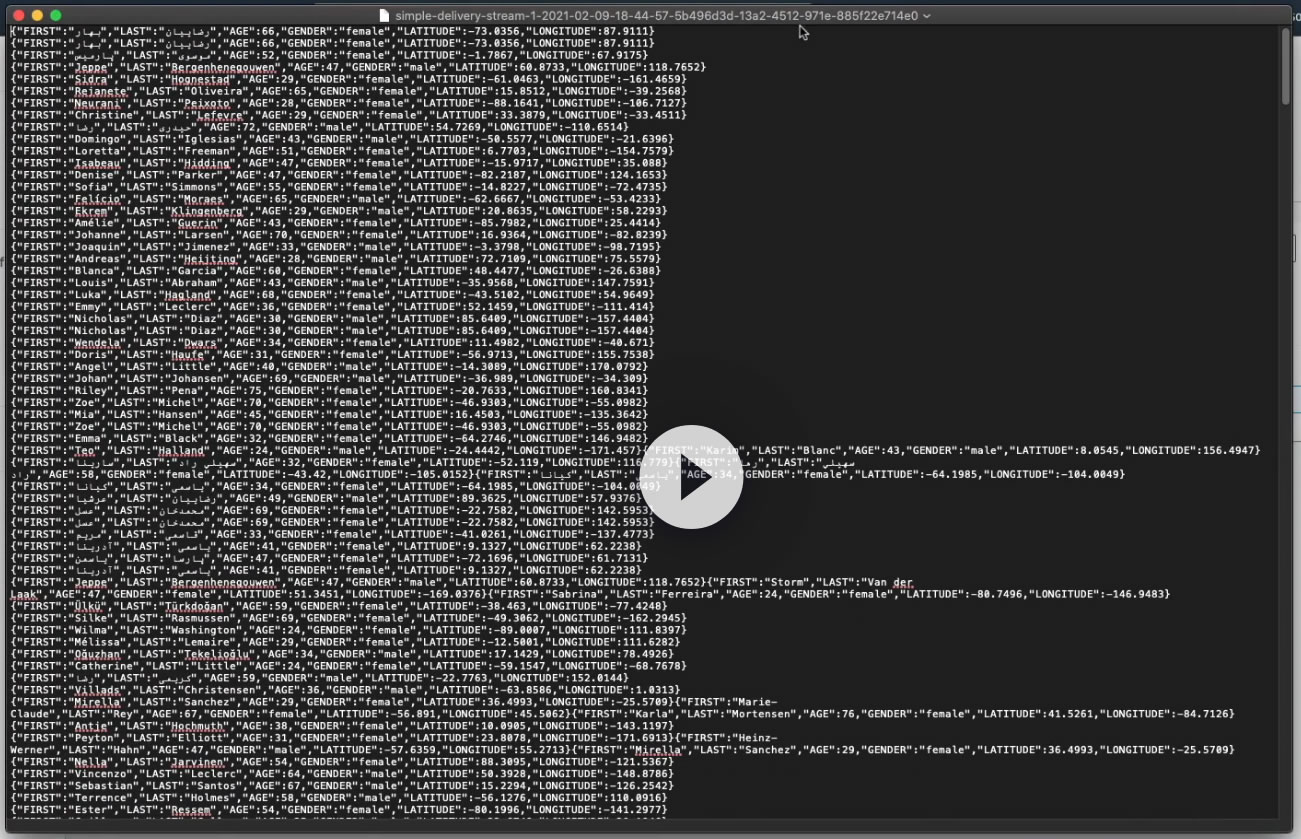 simple-delivery-stream-1-2021-02-09-18-44-57-5b496d3d-13a2-4512-971e-885f22e714e0
{"FIRST":"بهار","LAST":"رضاییان","AGE":66,"GENDER":"female","LATITUDE":-73.0356,"LONGITUDE":87.9111}
{"FIRST":"بهار","LAST":"رضاییان","AGE":66,"GENDER":"female","LATITUDE":-73.0356,"LONGITUDE":87.9111}
{"FIRST":"پارمیس","LAST":"موسوی","AGE":52,"GENDER":"female","LATITUDE":-1.7867,"LONGITUDE":67.9175}
{"FIRST":"Jeppe","LAST":"Bergenhenegouwen","AGE":47,"GENDER":"male","LATITUDE":60.8733,"LONGITUDE":118.7652}
{"FIRST":"Sidra","LAST":"Hognestad","AGE":29,"GENDER":"female","LATITUDE":-61.0463,"LONGITUDE":-161.4659}
{"FIRST":"Rejanete","LAST":"Oliveira","AGE":65,"GENDER":"female","LATITUDE":15.8512,"LONGITUDE":-39.2568}
{"FIRST":"Neurani","LAST":"Peixoto","AGE":28,"GENDER":"female","LATITUDE":-88.1641,"LONGITUDE":-106.7127}
{"FIRST":"Christine","LAST":"Lefevre","AGE":29,"GENDER":"female","LATITUDE":33.3879,"LONGITUDE":-33.4511}
{"FIRST":"رضا","LAST":"حیدری","AGE":72,"GENDER":"male","LATITUDE":54.7269,"LONGITUDE":-110.6514}
{"FIRST":"Domingo","LAST":"Iglesias","AGE":43,"GENDER":"male","LATITUDE":-50.5577,"LONGITUDE":-21.6396}
{"FIRST":"Loretta","LAST":"Freeman","AGE":51,"GENDER":"female","LATITUDE":6.7703,"LONGITUDE":-154.7579}
{"FIRST":"Isabeau","LAST":"Hidding","AGE":47,"GENDER":"female","LATITUDE":-15.9717,"LONGITUDE":35.088}
{"FIRST":"Denise","LAST":"Parker","AGE":47,"GENDER":"female","LATITUDE":-82.2187,"LONGITUDE":124.1653}
{"FIRST":"Sofia","LAST":"Simmons","AGE":55,"GENDER":"female","LATITUDE":-14.8227,"LONGITUDE":-72.4735}
{"FIRST":"Felício","LAST":"Moraes","AGE":65,"GENDER":"male","LATITUDE":-62.6667,"LONGITUDE":-53.4233}
{"FIRST":"Ekrem","LAST":"Klingenberg","AGE":29,"GENDER":"male","LATITUDE":20.8635,"LONGITUDE":58.2293}
{"FIRST":"Amélie","LAST":"Guerin","AGE":43,"GENDER":"female","LATITUDE":-85.7982,"LONGITUDE":25.4414}
{"FIRST":"Johanne","LAST":"Larsen","AGE":70,"GENDER":"female","LATITUDE":16.9364,"LONGITUDE":-82.8239}
{"FIRST":"Joaquin","LAST":"Jimenez","AGE":33,"GENDER":"male","LATITUDE":-3.3798,"LONGITUDE":-98.7195}
{"FIRST":"Andreas","LAST":"Heijting","AGE":28,"GENDER":"male","LATITUDE":72.7109,"LONGITUDE":75.5579}
{"FIRST":"Blanca","LAST":"Garcia","AGE":60,"GENDER":"female","LATITUDE":48.4477,"LONGITUDE":-26.6388}
{"FIRST":"Louis","LAST":"Abraham","AGE":43,"GENDER":"male","LATITUDE":-35.9568,"LONGITUDE":147.7591}
{"FIRST":"Luka","LAST":"Hagland","AGE":68,"GENDER":"male","LATITUDE":-43.5102,"LONGITUDE":54.9649}
{"FIRST":"Emmy","LAST":"Leclerc","AGE":36,"GENDER":"female","LATITUDE":52.1459,"LONGITUDE":-111.414}
{"FIRST":"Nicholas","LAST":"Diaz","AGE":30,"GENDER":"male","LATITUDE":85.6409,"LONGITUDE":-157.4404}
{"FIRST":"Nicholas","LAST":"Diaz","AGE":30,"GENDER":"male","LATITUDE":85.6409,"LONGITUDE":-157.4404}
{"FIRST":"Wendela","LAST":"Dwars","AGE":34,"GENDER":"female","LATITUDE":11.4982,"LONGITUDE":-40.671}
{"FIRST":"Doris","LAST":"Haufe","AGE":31,"GENDER":"female","LATITUDE":-56.9713,"LONGITUDE":155.7538}
{"FIRST":"Angel","LAST":"Little","AGE":40,"GENDER":"male","LATITUDE":-14.3089,"LONGITUDE":170.0792}
{"FIRST":"Johan","LAST":"Johansen","AGE":69,"GENDER":"male","LATITUDE":-36.989,"LONGITUDE":-34.309}
{"FIRST":"Riley","LAST":"Pena","AGE":75,"GENDER":"female","LATITUDE":-20.7633,"LONGITUDE":160.8341}
{"FIRST":"Zoe","LAST":"Michel","AGE":70,"GENDER":"female","LATITUDE":-46.9303,"LONGITUDE":-55.0982}
{"FIRST":"Mia","LAST":"Hansen","AGE":45,"GENDER":"female","LATITUDE":16.4503,"LONGITUDE":-135.3642}
{"FIRST":"Zoe","LAST":"Michel","AGE":70,"GENDER":"female","LATITUDE":-46.9303,"LONGITUDE":-55.0982}
{"FIRST":"Emma","LAST":"Black","AGE":32,"GENDER":"female","LATITUDE":-64.2746,"LONGITUDE":146.9482}
{"FIRST":"Teo","LAST":"Halland","AGE":24,"GENDER":"male","LATITUDE":-24.4442,"LONGITUDE":-171.457}{"FIRST":"Karim","LAST":"Blanc","AGE":43,"GENDER":"male","LATITUDE":8.0545,"LONGITUDE":156.4947}
{"FIRST":"سارینا","LAST":"سهيلي راد","AGE":32,"GENDER":"female","LATITUDE":-52.119,"LONGITUDE":116.779}{"FIRST":"LAST":"سهيلي
راد","AGE":58,"GENDER":"female","LATITUDE":-43.42,"LONGITUDE":-105.0152}{"FIRST":"کیانا","LAST":"یاسمی","AGE":34,"GENDER":"female","LATITUDE":-64.1985,"LONGITUDE":-104.0049}
{"FIRST":"کیانا","LAST":"یاسمی","AGE":34,"GENDER":"female","LATITUDE":-64.1985,"LONGITUDE":-104.0049}
{"FIRST":"عرشیا","LAST":"رضاییان","AGE":49,"GENDER":"male","LATITUDE":89.3625,"LONGITUDE":57.9376}
{"FIRST":"عسل","LAST":"محمدخان","AGE":69,"GENDER":"female","LATITUDE":-22.7582,"LONGITUDE":142.5953}
{"FIRST":"عسل","LAST":"محمدخان","AGE":69,"GENDER":"female","LATITUDE":-22.7582,"LONGITUDE":142.5953}
{"FIRST":"مریم","LAST":"قاسمی","AGE":33,"GENDER":"female","LATITUDE":-41.0261,"LONGITUDE":-137.4773}
{"FIRST":"آدرینا","LAST":"یاسمی","AGE":41,"GENDER":"female","LATITUDE":9.1327,"LONGITUDE":62.2238}
{"FIRST":"یاسمن","LAST":"پارسا","AGE":47,"GENDER":"female","LATITUDE":-72.1696,"LONGITUDE":61.7131}
{"FIRST":"آدرینا","LAST":"یاسمی","AGE":41,"GENDER":"female","LATITUDE":9.1327,"LONGITUDE":62.2238}
{"FIRST":"Jeppe","LAST":"Bergenhenegouwen","AGE":47,"GENDER":"male","LATITUDE":60.8733,"LONGITUDE":118.7652}{"FIRST":"Storm","LAST":"Van der
Laak","AGE":47,"GENDER":"female","LATITUDE":51.3451,"LONGITUDE":-169.0376}{"FIRST":"Sabrina","LAST":"Ferreira","AGE":24,"GENDER":"female","LATITUDE":-80.7496,"LONGITUDE":-146.9483}
{"FIRST":"Ülkü","LAST":"Türkdoğan","AGE":59,"GENDER":"female","LATITUDE":-38.463,"LONGITUDE":-77.4248}
{"FIRST":"Silke","LAST":"Rasmussen","AGE":69,"GENDER":"female","LATITUDE":-49.3062,"LONGITUDE":-162.2945}
{"FIRST":"Wilma","LAST":"Washington","AGE":24,"GENDER":"female","LATITUDE":-89.0007,"LONGITUDE":111.8397}
{"FIRST":"Mélissa","LAST":"Lemaire","AGE":29,"GENDER":"female","LATITUDE":-12.5001,"LONGITUDE":111.6282}
{"FIRST":"Oğuzhan","LAST":"Tekelioğlu","AGE":34,"GENDER":"male","LATITUDE":17.1429,"LONGITUDE":78.4926}
{"FIRST":"Catherine","LAST":"Little","AGE":24,"GENDER":"female","LATITUDE":-59.1547,"LONGITUDE":-68.7678}
{"FIRST":"رضا","LAST":"کریمی","AGE":59,"GENDER":"male","LATITUDE":-22.7763,"LONGITUDE":152.0144}
{"FIRST":"Villads","LAST":"Christensen","AGE":36,"GENDER":"male","LATITUDE":-63.8586,"LONGITUDE":1.0313}
{"FIRST":"Mirella","LAST":"Sanchez","AGE":29,"GENDER":"female","LATITUDE":36.4993,"LONGITUDE":-25.5709}{"FIRST":"Marie-
Claude","LAST":"Rey","AGE":67,"GENDER":"female","LATITUDE":-56.891,"LONGITUDE":45.5062}{"FIRST":"Karla","LAST":"Mortensen","AGE":76,"GENDER":"female","LATITUDE":41.5261,"LONGITUDE":-84.7126}
{"FIRST":"Antje","LAST":"Hochmuth","AGE":38,"GENDER":"female","LATITUDE":10.0905,"LONGITUDE":-143.1197}
{"FIRST":"Peyton","LAST":"Elliott","AGE":31,"GENDER":"female","LATITUDE":23.8078,"LONGITUDE":-171.6913}{"FIRST":"Heinz-
Werner","LAST":"Hahn","AGE":47,"GENDER":"male","LATITUDE":-57.6359,"LONGITUDE":55.2713}{"FIRST":"Mirella","LAST":"Sanchez","AGE":29,"GENDER":"female","LATITUDE":36.4993,"LONGITUDE":-25.5709}
{"FIRST":"Nella","LAST":"Jarvinen","AGE":54,"GENDER":"female","LATITUDE":88.3095,"LONGITUDE":-121.5367}
{"FIRST":"Vincenzo","LAST":"Leclerc","AGE":64,"GENDER":"male","LATITUDE":50.3928,"LONGITUDE":-148.8786}
{"FIRST":"Sebastian","LAST":"Santos","AGE":67,"GENDER":"male","LATITUDE":15.2294,"LONGITUDE":-126.2542}
{"FIRST":"Terrence","LAST":"Holmes","AGE":58,"GENDER":"male","LATITUDE":-56.1276,"LONGITUDE":110.0916}
{"FIRST":"Ester","LAST":"Ressem","AGE":54,"GENDER":"female","LATITUDE":-80.1996,"LONGITUDE":-141.2977}